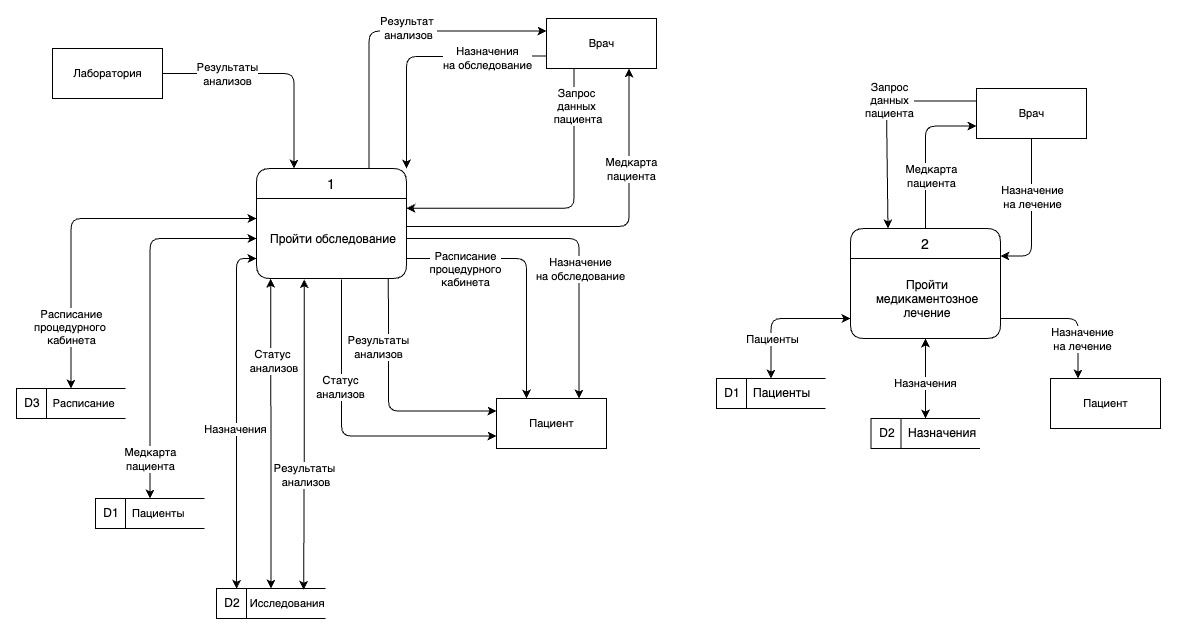 Результат
анализов
Врач
Назначения
на обследование
Лаборатория
Результаты
анализов
Запрос
данных
пациента
Медкарта
пациента
1
Пройти обследование
Расписание
процедурного
кабинета
Назначение
на обследование
Расписание
процедурного
кабинета
Статус
анализов
Результаты
анализов
Статус
анализов
D3
Расписание
Назначения
Пациент
Медкарта
пациента
Результаты
анализов
D1
Пациенты
D2
Исследования
Запрос
данных
пациента
Врач
Медкарта
пациента
Назначение
на лечение
2
Пройти
медикаментозное
лечение
Пациенты
Назначение
на лечение
D1
Пациенты
Назначения
Пациент
D2
Назначения